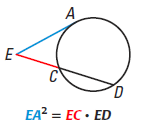 A
E
C
D
EA² = EC • ED